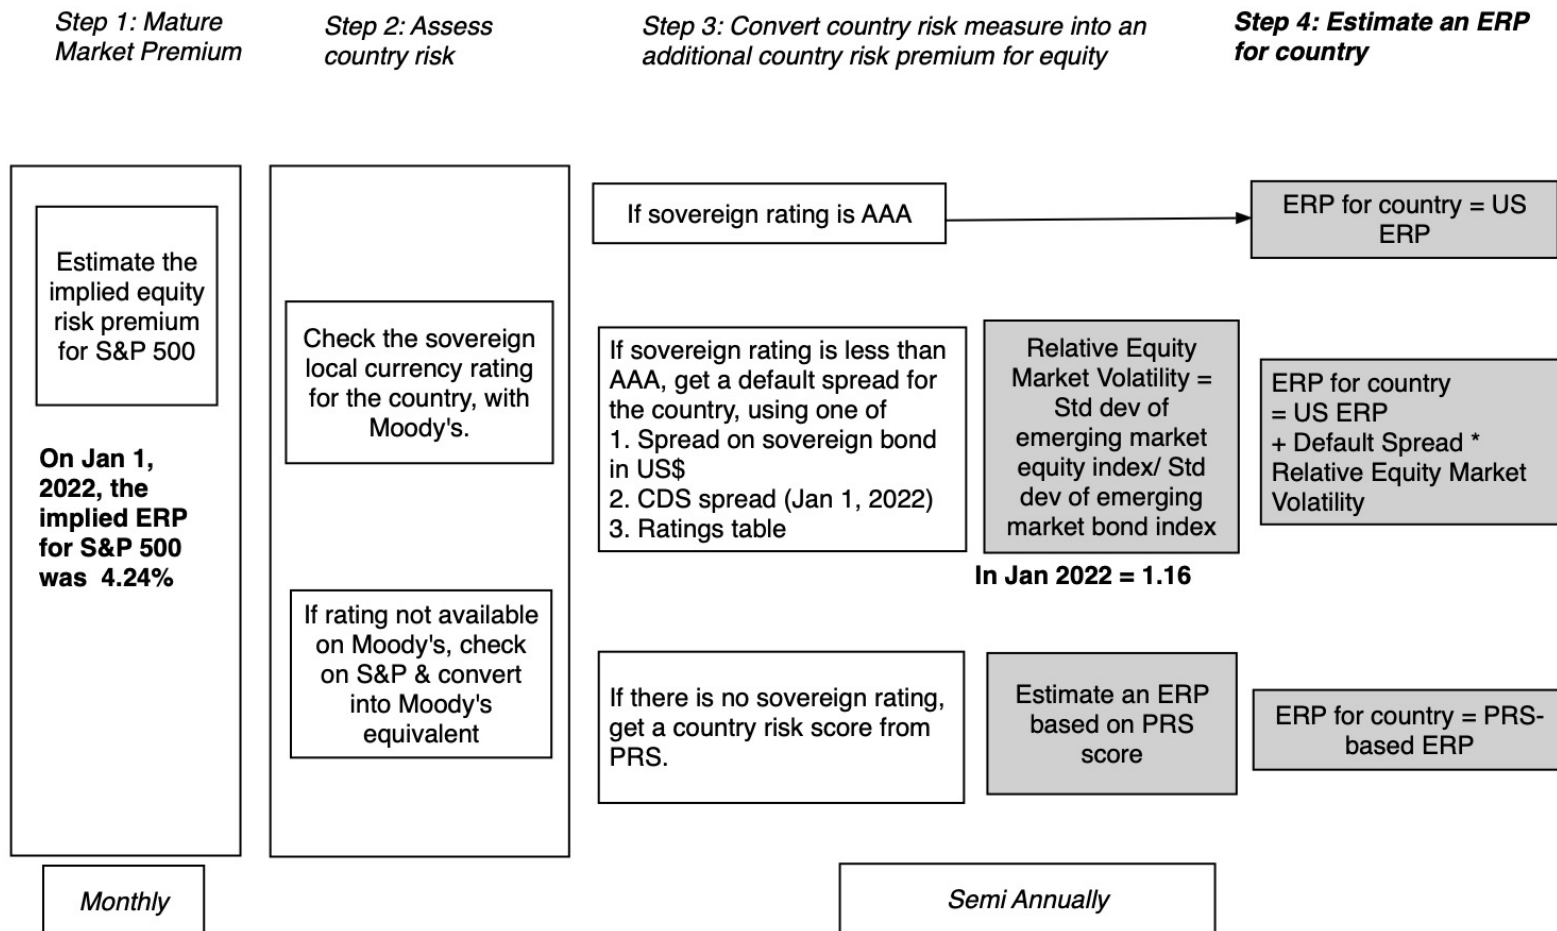 Step 1: Mature
Market Premium
Step 2: Assess
country risk
Step 3: Convert country risk measure into an
additional country risk premium for equity
Step 4: Estimate an ERP
for country
Estimate the
implied equity
risk premium
for S&P 500
On Jan 1,
2022, the
implied ERP
for S&P 500
was 4.24%
Check the sovereign
local currency rating
for the country, with
Moody's.
If rating not available
on Moody's, check
on S&P & convert
into Moody's
equivalent
If sovereign rating is AAA
ERP for country = US
ERP
If sovereign rating is less than
AAA, get a default spread for
the country, using one of
1. Spread on sovereign bond
in US$
2. CDS spread (Jan 1, 2022)
3. Ratings table
Relative Equity
Market Volatility =
Std dev of
emerging market
equity index/ Std
dev of emerging
market bond index
In Jan 2022 = 1.16
ERP for country
= US ERP
+ Default Spread *
Relative Equity Market
Volatility
If there is no sovereign rating,
get a country risk score from
PRS.
Estimate an ERP
based on PRS
score
ERP for country = PRS-
based ERP
Monthly
Semi Annually